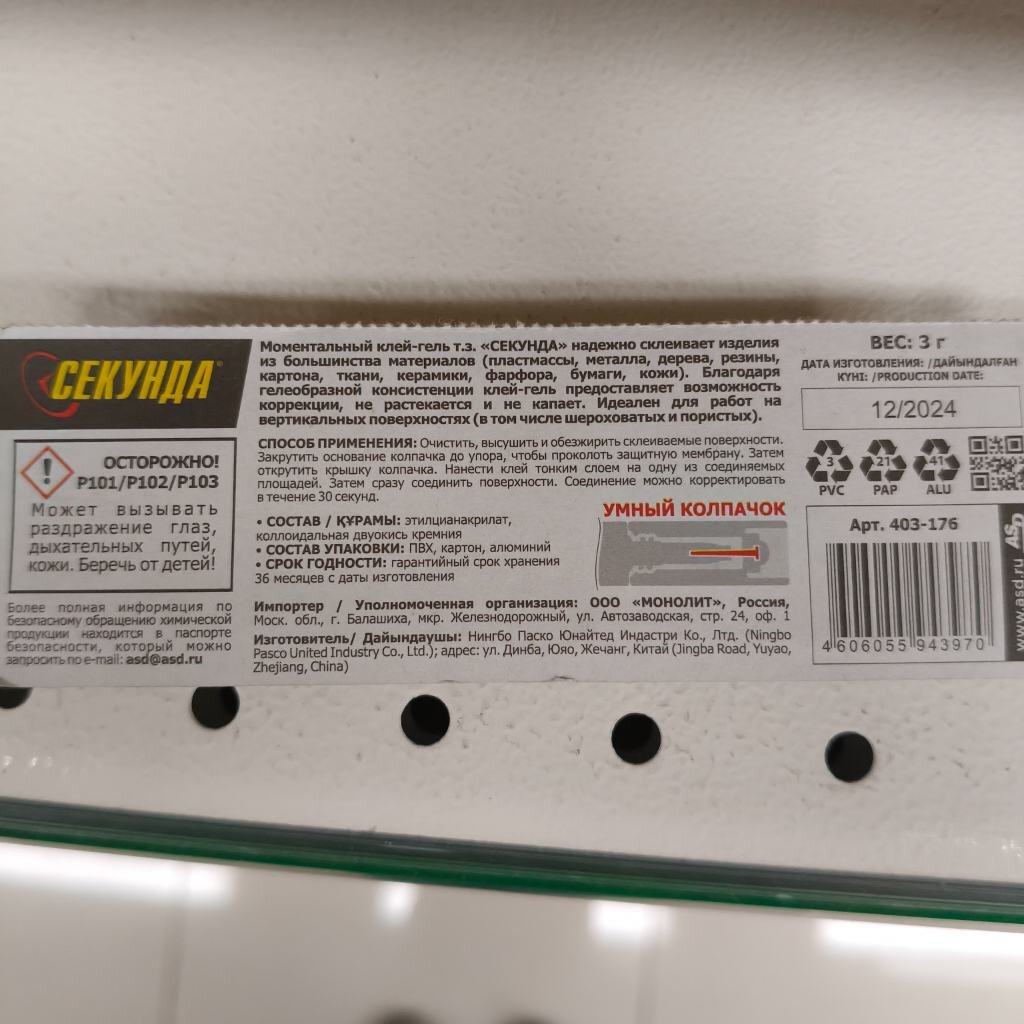 СЕКУНДА®
ОСТОРОЖНО!
P101/P102/P103
Может вызывать
раздражение глаз,
дыхательных путей,
кожи. Беречь от детей!
Более полная информация по
безопасному обращению химической
продукции находится в паспорте
безопасности, который можно
запросить по e-mail: asd@asd.ru
Моментальный клей-гель т.з. «СЕКУНДА» надежно склеивает изделия
из большинства материалов (пластмассы, металла, дерева, резины,
картона, ткани, керамики, фарфора, бумаги, кожи). Благодаря
гелеобразной консистенции клей-гель предоставляет возможность
коррекции, не растекается и не капает. Идеален для работ на
вертикальных поверхностях (в том числе шероховатых и пористых).
СПОСОБ ПРИМЕНЕНИЯ: Очистить, высушить и обезжирить склеиваемые поверхности.
Закрутить основание колпачка до упора, чтобы проколоть защитную мембрану. Затем
открутить крышку колпачка. Нанести клей тонким слоем на одну из соединяемых
площадей. Затем сразу соединить поверхности. Соединение можно корректировать
в течение 30 секунд.
• СОСТАВ / ҚҰРАМЫ: этилцианакрилат,
коллоидальная двуокись кремния
• СОСТАВ УПАКОВКИ: ПВХ, картон, алюминий
• СРОК ГОДНОСТИ: гарантийный срок хранения
36 месяцев с даты изготовления
УМНЫЙ КОЛПАЧОК
Импортер / Уполномоченная организация: ООО «МОНОЛИТ», Россия,
Моск. обл., г. Балашиха, мкр. Железнодорожный, ул. Автозаводская, стр. 24, оф. 1
Изготовитель/ Дайындаушы: Нингбо Паско Юнайтед Индастри Ко., Лтд. (Ningbo
Pasco United Industry Co., Ltd.); адрес: ул. Динба, Юяо, Жечанг, Китай (Jingba Road, Yuyao,
Zhejiang, China)
ВЕС: 3 г
ДАТА ИЗГОТОВЛЕНИЯ: /ДАЙЫНДАЛҒАН
КҮНІ: /PRODUCTION DATE:
12/2024
3 21 41
PVC PAP ALU
Арт. 403-176
4 606055 943970
www.asd.ru ASD